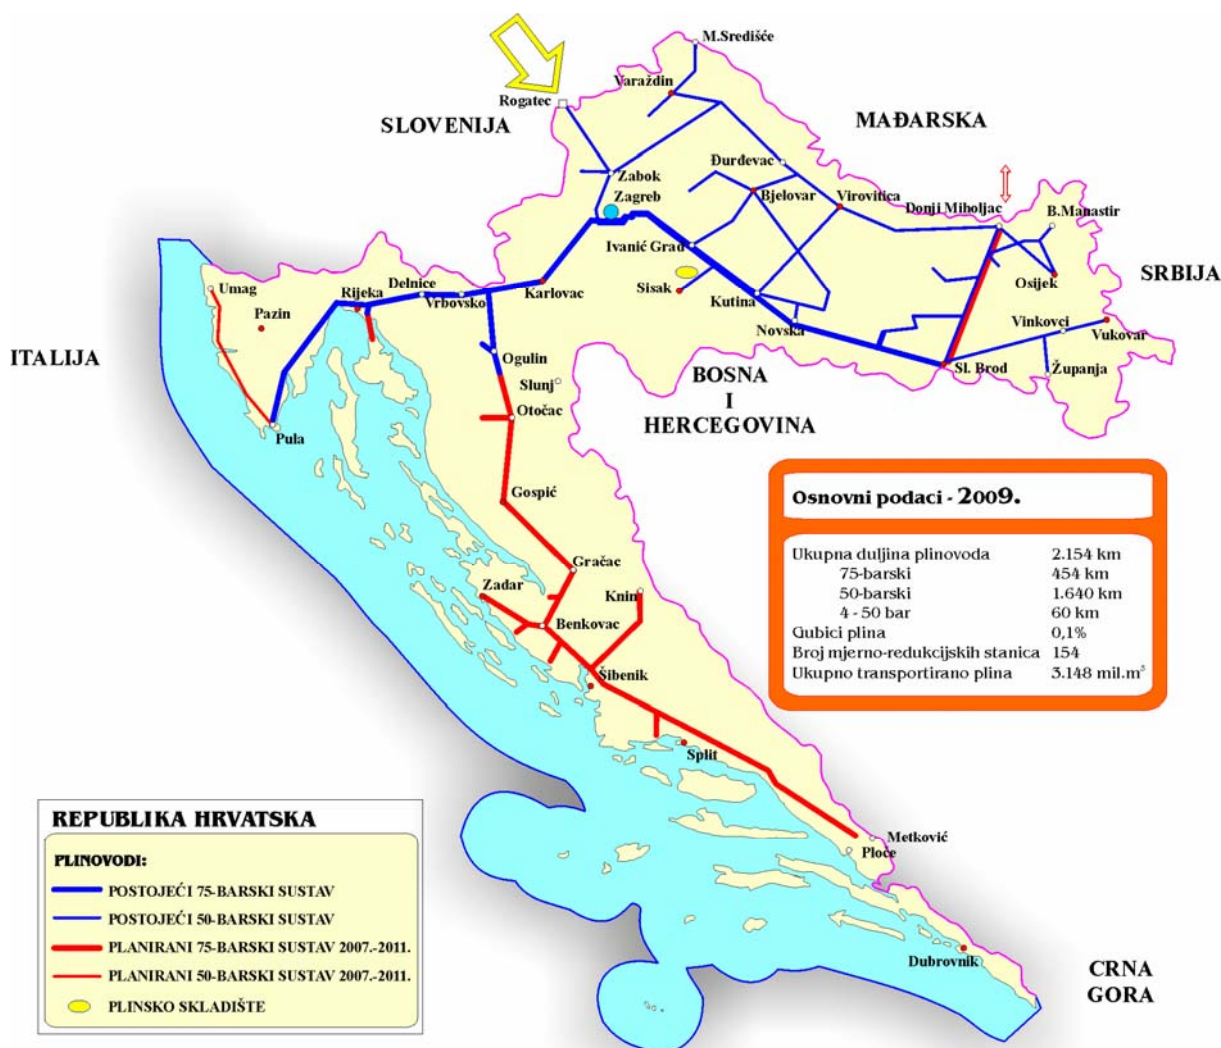 M.Središće
Varaždin
Rogatec
SLOVENIJA
MAĐARSKA
Đurđevac
Zabok
Zagreb
Bjelovar
Virovitica
Donji Miholjac
B.Manastir
Ivanić Grad
SRBIJA
Umag
Delnice
Rijeka
Vrbovsko
Karlovac
Sisak
Kutina
Osijek
Pazin
Novska
Vinkovci
Vukovar
ITALIJA
Ogulin
Slunj
BOSNA
I
HERCEGOVINA
Sl. Brod
Županja
Otočac
Pula
Gospić
Osnovni podaci - 2009.
Ukupna duljina plinovoda 2.154 km
75-barski 454 km
50-barski 1.640 km
4 - 50 bar 60 km
Gubici plina 0,1%
Broj mjerno-redukcijskih stanica 154
Ukupno transportirano plina 3.148 mil.m³
Gračac
Zadar
Knin
Benkovac
Šibenik
Split
Metković
Ploče
Dubrovnik
CRNA
GORA
REPUBLIKA HRVATSKA
PLINOVODI:
POSTOJEĆI 75-BARSKI SUSTAV
POSTOJEĆI 50-BARSKI SUSTAV
PLANIRANI 75-BARSKI SUSTAV 2007.-2011.
PLANIRANI 50-BARSKI SUSTAV 2007.-2011.
PLINSKO SKLADIŠTE